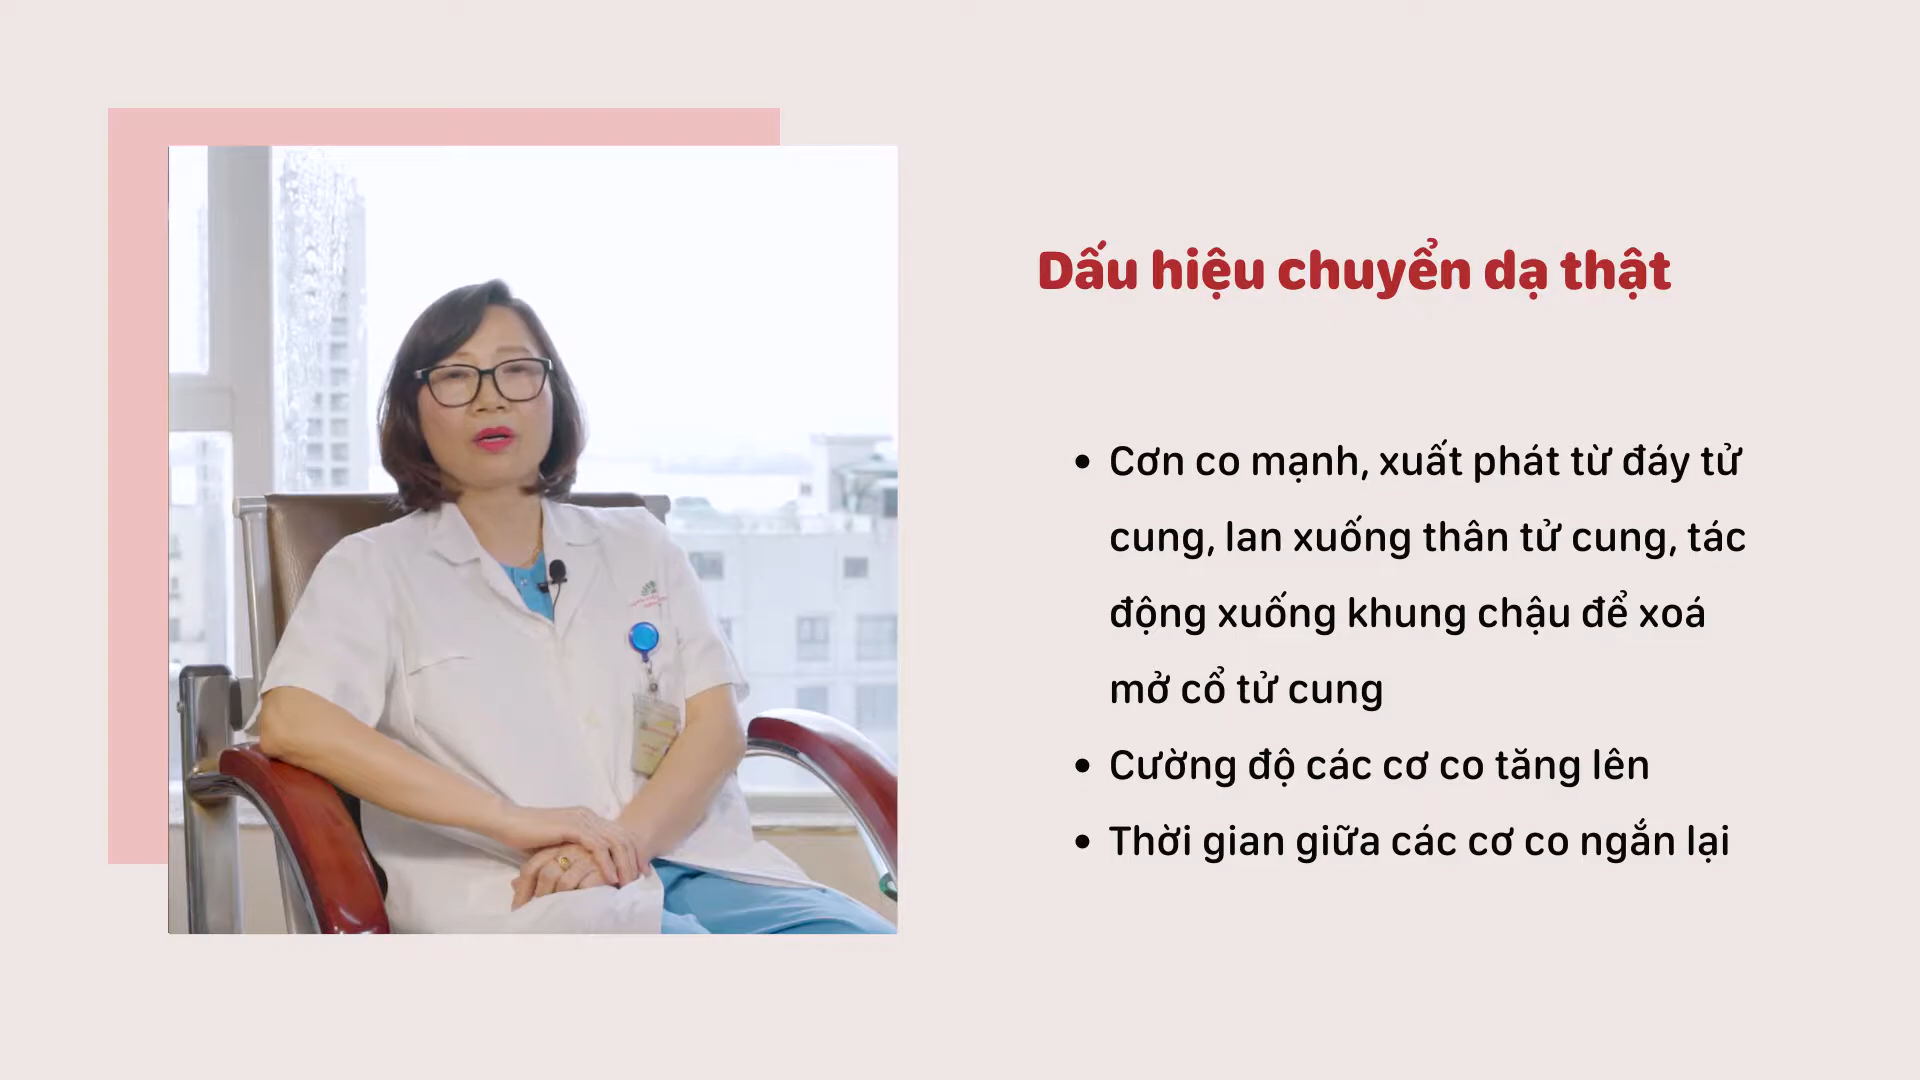 Dấu hiệu chuyển dạ thật
• Cơn co mạnh, xuất phát từ đáy tử
cung, lan xuống thân tử cung, tác
động xuống khung chậu để xoá
mở cổ tử cung
• Cường độ các cơ co tăng lên
• Thời gian giữa các cơ co ngắn lại